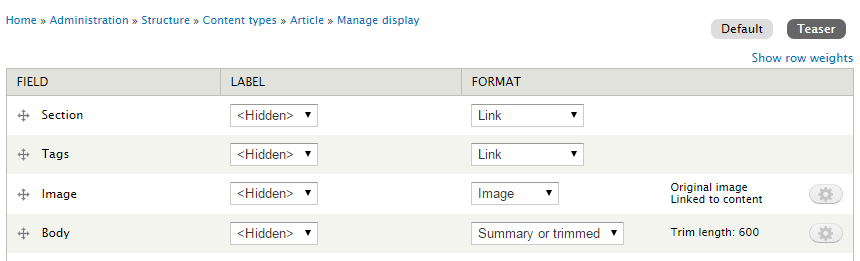 Home » Administration » Structure » Content types » Article » Manage display
Default Teaser
Show row weights
FIELD LABEL FORMAT
Section <Hidden> Link
Tags <Hidden> Link
Image <Hidden> Image Original image
Linked to content
Body <Hidden> Summary or trimmed Trim length: 600